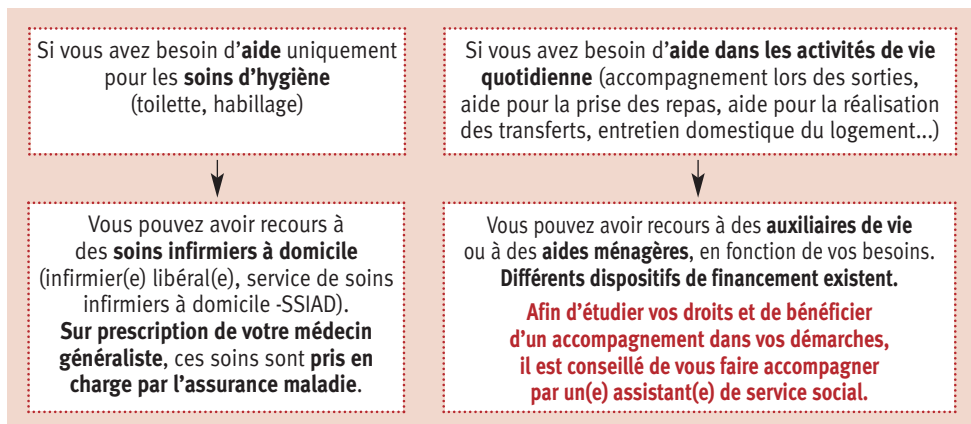 Si vous avez besoin d'aide uniquement
pour les soins d'hygiène
(toilette, habillage)
Vous pouvez avoir recours à
des soins infirmiers à domicile
(infirmier(e) libéral(e), service de soins
infirmiers à domicile -SSIAD).
Sur prescription de votre médecin
généraliste, ces soins sont pris en
charge par l'assurance maladie.
Si vous avez besoin d'aide dans les activités de vie
quotidienne (accompagnement lors des sorties,
aide pour la prise des repas, aide pour la réalisation
des transferts, entretien domestique du logement...)
Vous pouvez avoir recours à des auxiliaires de vie
ou à des aides ménagères, en fonction de vos besoins.
Différents dispositifs de financement existent.
Afin d'étudier vos droits et de bénéficier
d'un accompagnement dans vos démarches,
il est conseillé de vous faire accompagner
par un(e) assistant(e) de service social.